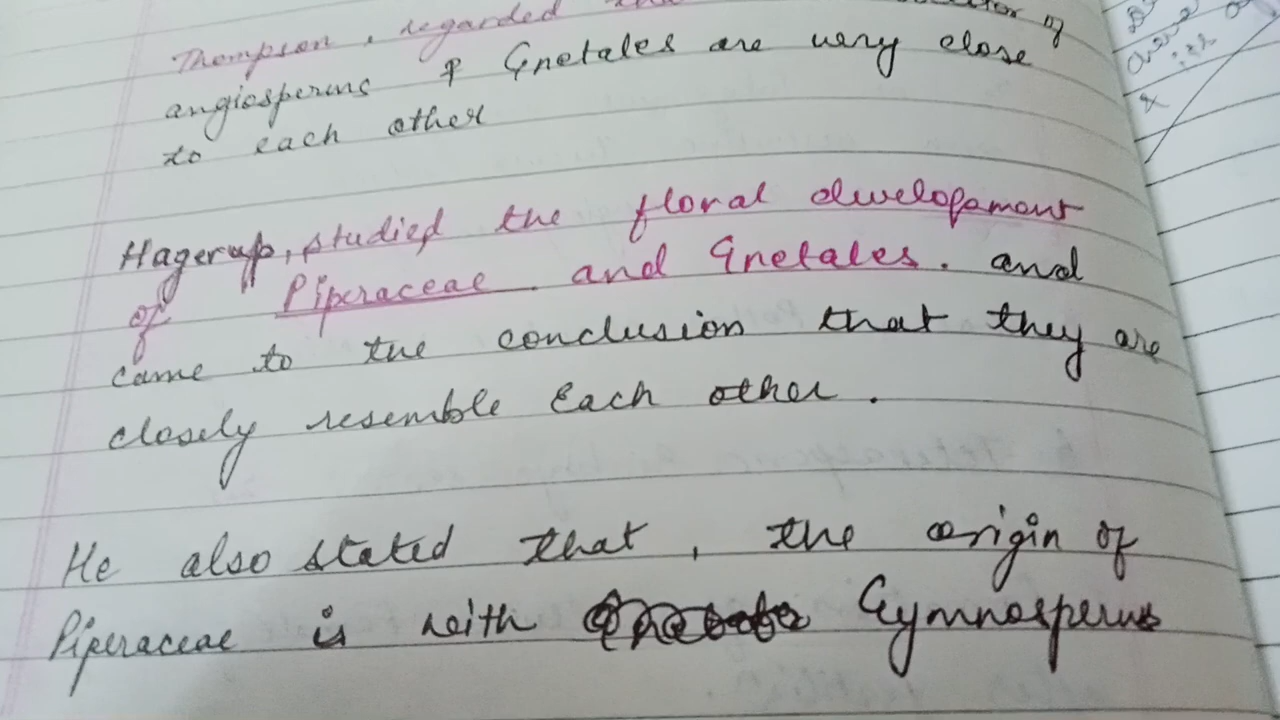 Thompson, regarded
of
angiosperms & Gnetales are very close
to each other
Hagerup, studied the floral development
of Piperaceae and Gnetales. and
came to the conclusion that they are
closely resemble Each other.
He also stated that, the origin of
Piperaceae is with Gymnosperms